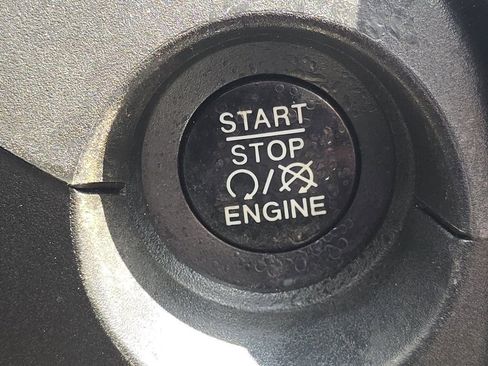 START
STOP
/
ENGINE